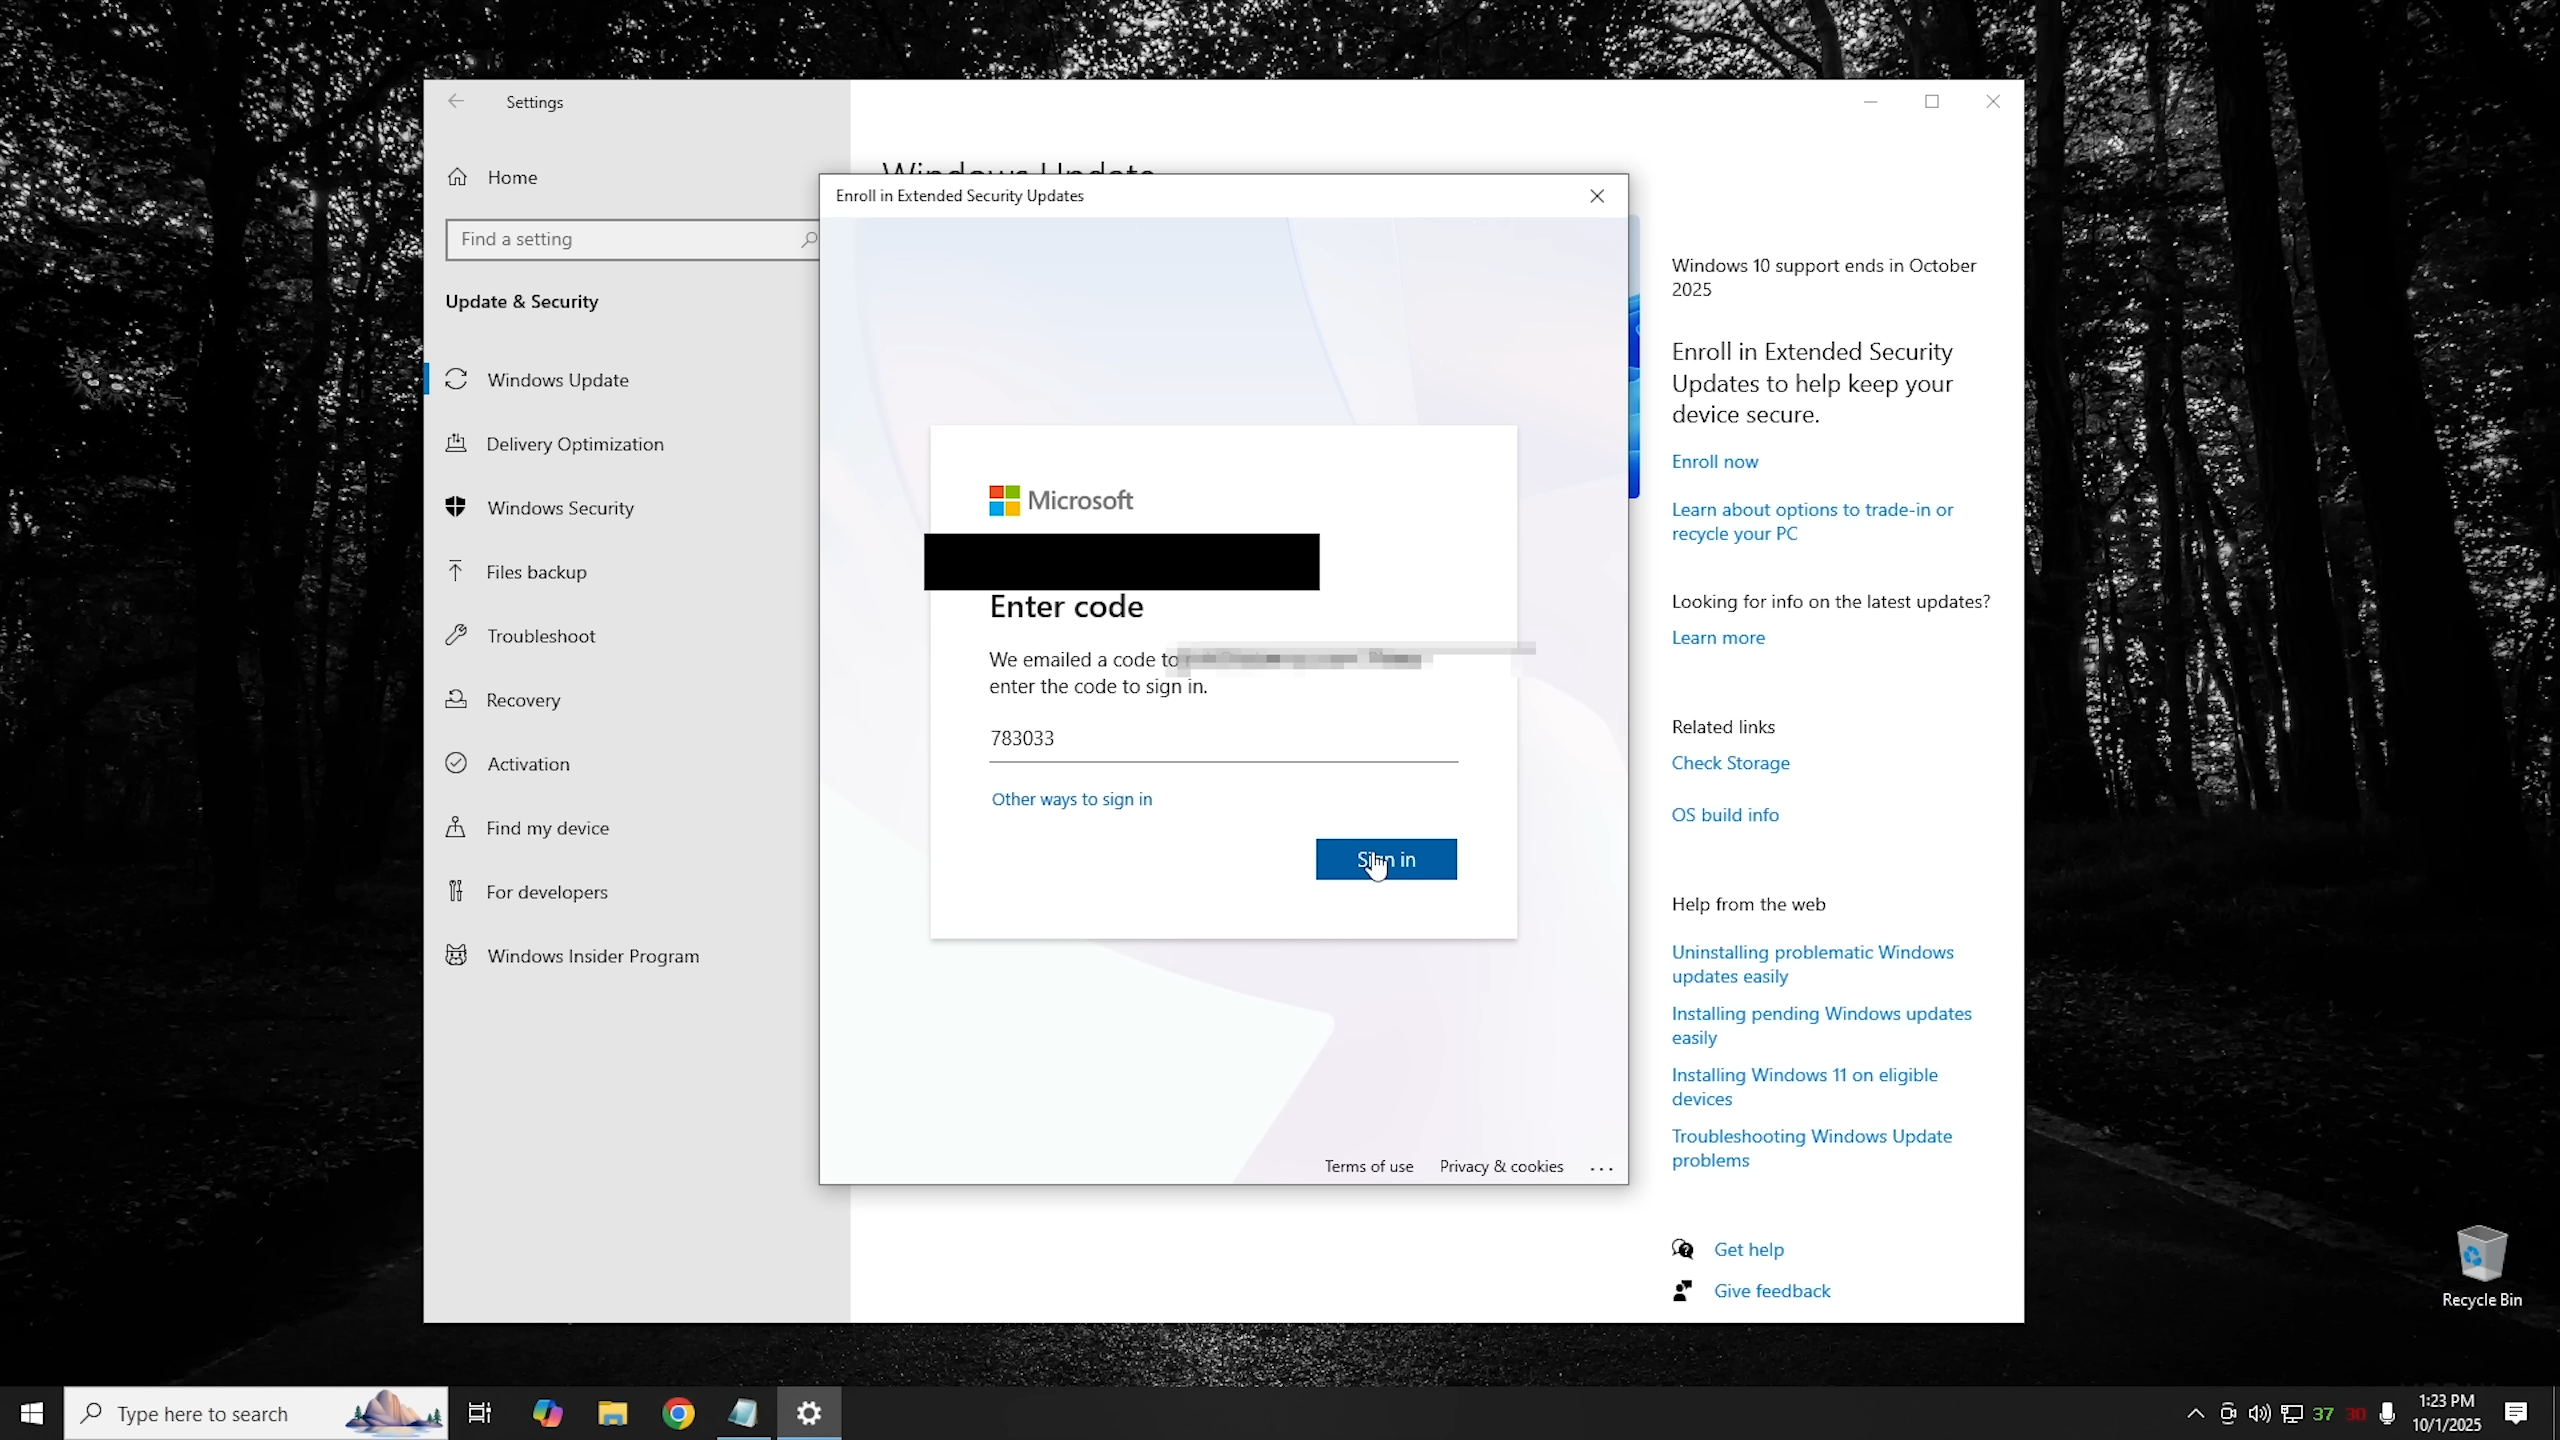 Settings
Home
Find a setting
Update & Security
Windows Update
Delivery Optimization
Windows Security
Files backup
Troubleshoot
Recovery
Activation
Find my device
For developers
Windows Insider Program
Windows Update
Enroll in Extended Security Updates
Microsoft
Enter code
We emailed a code to
enter the code to sign in.
783033
Other ways to sign in
Sign in
Terms of use
Privacy & cookies
...
Windows 10 support ends in October
2025
Enroll in Extended Security
Updates to help keep your
device secure.
Enroll now
Learn about options to trade-in or
recycle your PC
Looking for info on the latest updates?
Learn more
Related links
Check Storage
OS build info
Help from the web
Uninstalling problematic Windows
updates easily
Installing pending Windows updates
easily
Installing Windows 11 on eligible
devices
Troubleshooting Windows Update
problems
Get help
Give feedback
Recycle Bin
Type here to search
37
30
1:23 PM
10/1/2025